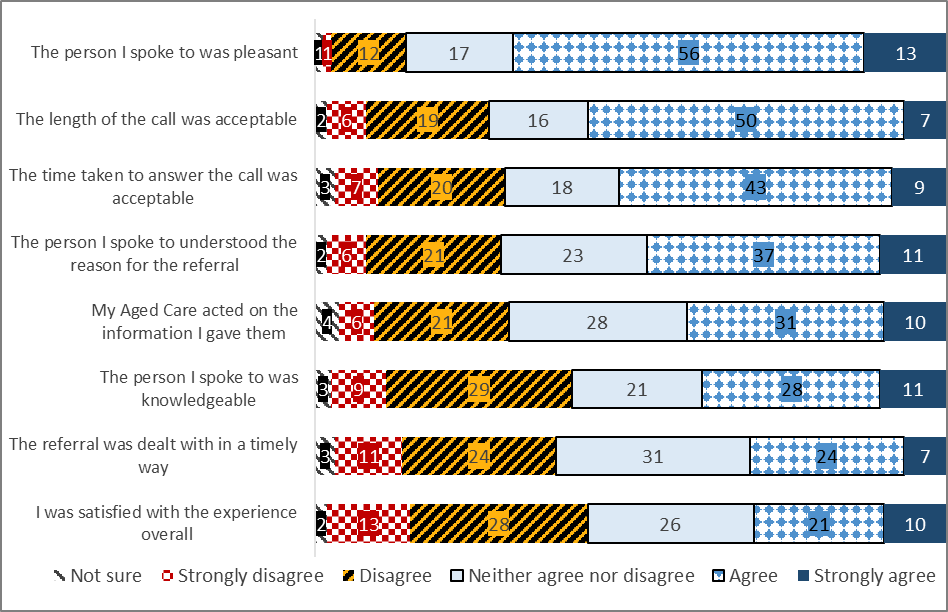 The person I spoke to was pleasant
1 1 12 17 56 13
The length of the call was acceptable
2 6 19 16 50 7
The time taken to answer the call was
acceptable
3 7 20 18 43 9
The person I spoke to understood the
reason for the referral
2 6 21 23 37 11
My Aged Care acted on the
information I gave them
4 6 21 28 31 10
The person I spoke to was
knowledgeable
3 9 29 21 28 11
The referral was dealt with in a timely
way
3 11 24 31 24 7
I was satisfied with the experience
overall
2 13 28 26 21 10
Not sure Strongly disagree Disagree Neither agree nor disagree Agree Strongly agree